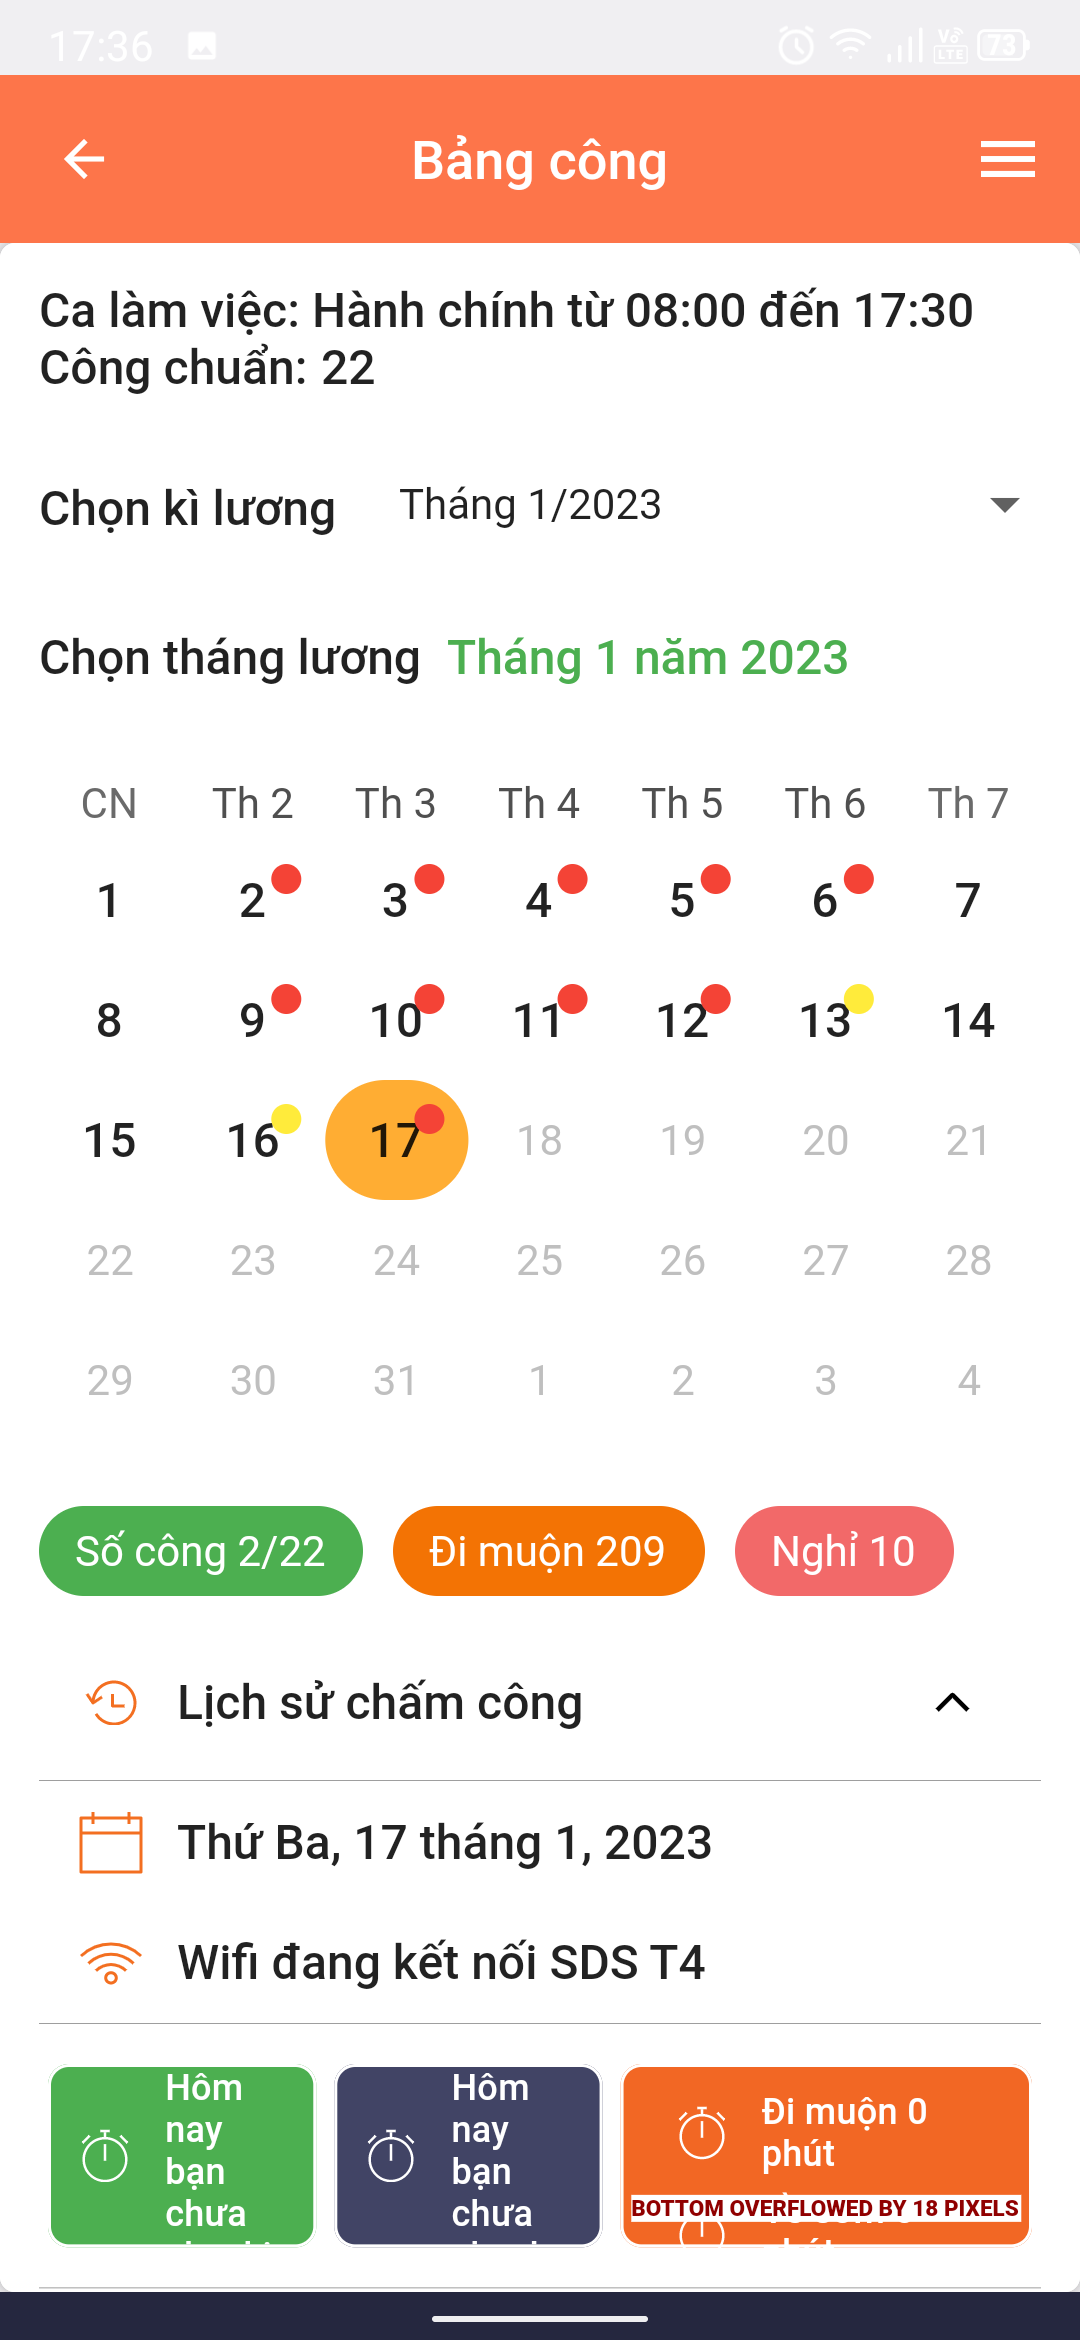 17:36
Vo LTE 73
Bảng công
Ca làm việc: Hành chính từ 08:00 đến 17:30
Công chuẩn: 22
Chọn kì lương Tháng 1/2023
Chọn tháng lương Tháng 1 năm 2023
CN Th 2 Th 3 Th 4 Th 5 Th 6 Th 7
1 2 3 4 5 6 7
8 9 10 11 12 13 14
15 16 17 18 19 20 21
22 23 24 25 26 27 28
29 30 31 1 2 3 4
Số công 2/22 Đi muộn 209 Nghỉ 10
Lịch sử chấm công
Thứ Ba, 17 tháng 1, 2023
Wifi đang kết nối SDS T4
Hôm
nay
bạn
chưa
Hôm
nay
bạn
chưa
Đi muộn 0
phút
BOTTOM OVERFLOWED BY 18 PIXELS